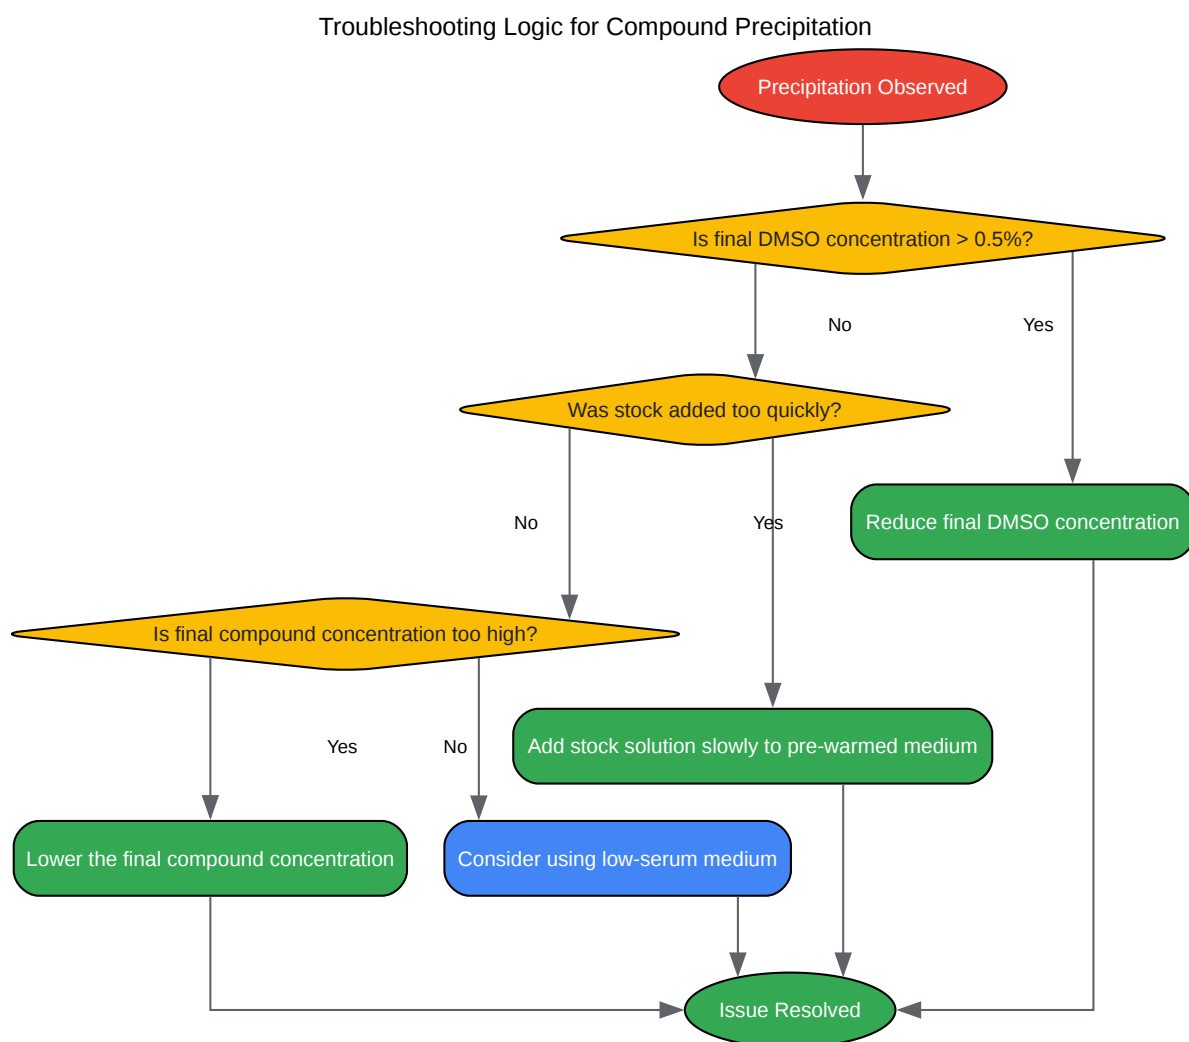 Troubleshooting Logic for Compound Precipitation
Precipitation Observed
Is final DMSO concentration > 0.5%?
No
Yes
Was stock added too quickly?
No
Yes
Reduce final DMSO concentration
Is final compound concentration too high?
Yes
No
Add stock solution slowly to pre-warmed medium
Lower the final compound concentration
Consider using low-serum medium
Issue Resolved